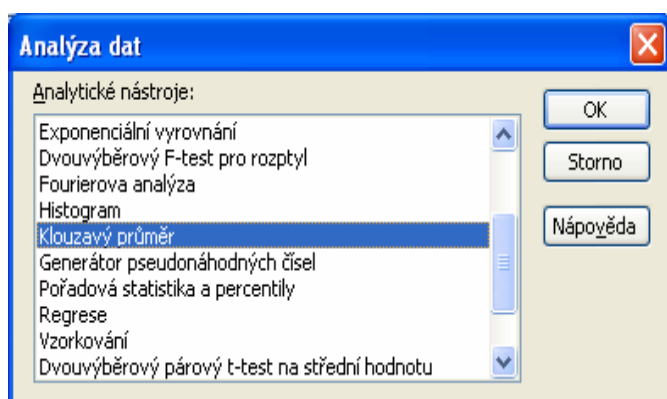 Analýza dat
Analytické nástroje:
Exponenciální vyrovnání
Dvouvýběrový F-test pro rozptyl
Fourierova analýza
Histogram
Klouzavý průměr
Generátor pseudonáhodných čísel
Pořadová statistika a percentily
Regrese
Vzorkování
Dvouvýběrový párový t-test na střední hodnotu
OK
Storno
Nápověda